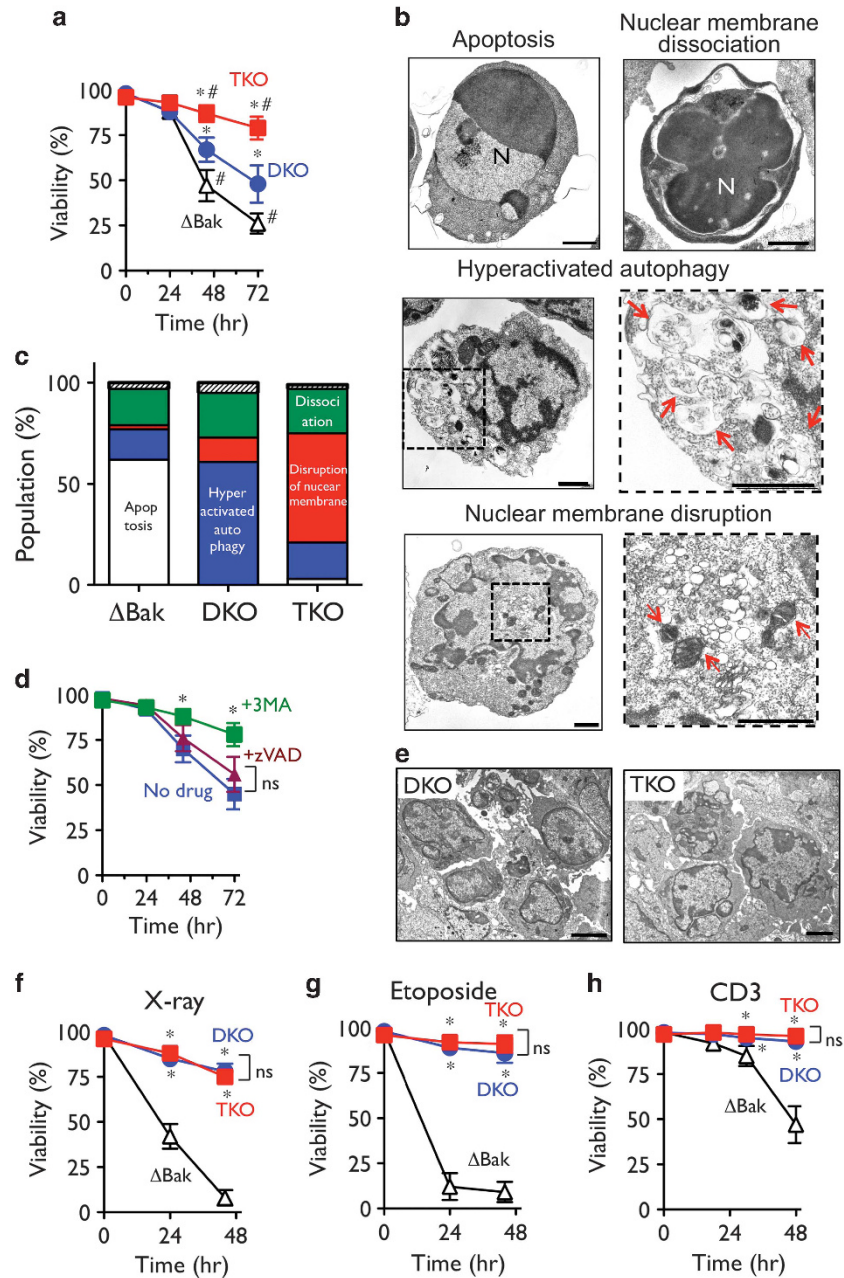 a
Viability (%)
100
75
50
25
0
TKO
*#
*#
*
*
DKO
#
#
ΔBak
0 24 48 72
Time (hr)
b
Apoptosis
Nuclear membrane
dissociation
N
N
Hyperactivated autophagy
Nuclear membrane disruption
c
Population (%)
100
50
0
Apop
tosis
Hyper
activated auto
phagy
Dissoci
ation
Disruption
of nucear
membrane
ΔBak DKO TKO
d
Viability (%)
100
75
50
25
0
*
*
+3MA
+zVAD
ns
No drug
0 24 48 72
Time (hr)
e
DKO
TKO
f
X-ray
Viability (%)
100
75
50
25
0
*
*
DKO
ns
*
*
TKO
ΔBak
0 24 48
Time (hr)
g
Etoposide
Viability (%)
100
75
50
25
0
TKO
*
*
ns
*
*
DKO
ΔBak
0 24 48
Time (hr)
h
CD3
Viability (%)
100
75
50
25
0
TKO
*
*
ns
*
*
DKO
ΔBak
0 24 48
Time (hr)